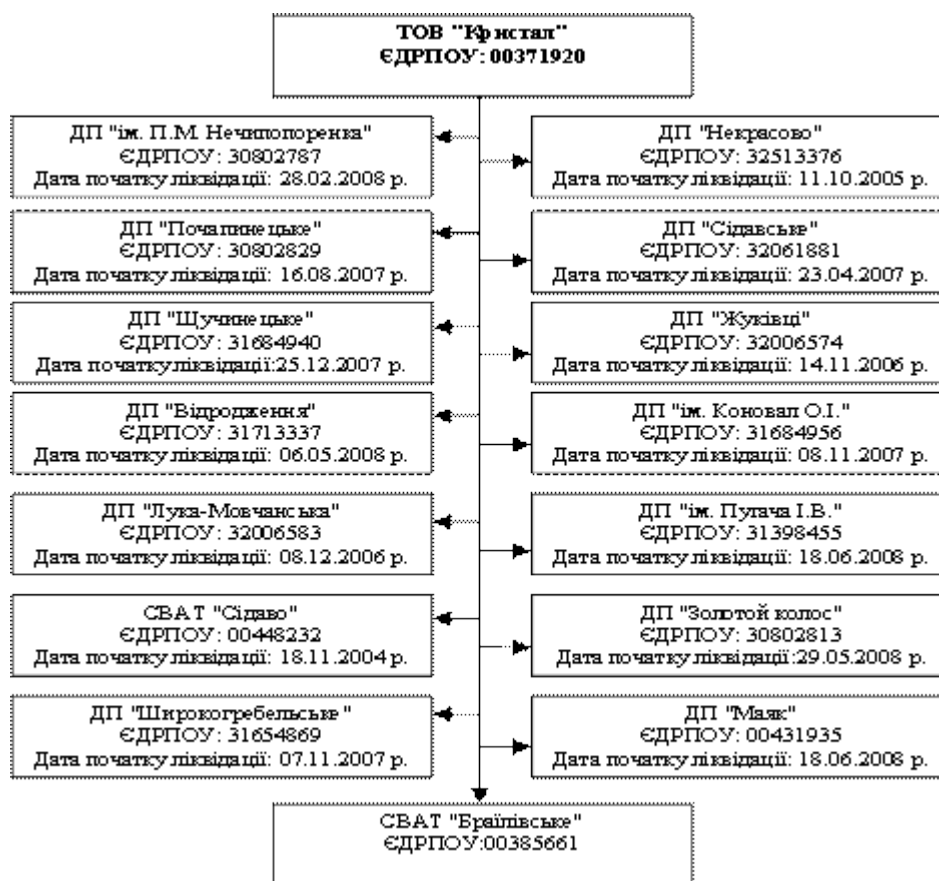 ТОВ "Кристал"
ЄДРПОУ: 00371920
ДП "ім. П.М. Нечипопоренка"
ЄДРПОУ: 30802787
Дата початку ліквідації: 28.02.2008 р.
ДП "Некрасово"
ЄДРПОУ: 32513376
Дата початку ліквідації: 11.10.2005 р.
ДП "Почапинецьке"
ЄДРПОУ: 30802829
Дата початку ліквідації: 16.08.2007 р.
ДП "Сідавське"
ЄДРПОУ: 32061881
Дата початку ліквідації: 23.04.2007 р.
ДП "Щучинецьке"
ЄДРПОУ: 31684940
Дата початку ліквідації:25.12.2007 р.
ДП "Жуківці"
ЄДРПОУ: 32006574
Дата початку ліквідації: 14.11.2006 р.
ДП "Відродження"
ЄДРПОУ: 31713337
Дата початку ліквідації: 06.05.2008 р.
ДП "ім. Коновал О.І."
ЄДРПОУ: 31684956
Дата початку ліквідації: 08.11.2007 р.
ДП "Лука-Мовчанська"
ЄДРПОУ: 32006583
Дата початку ліквідації: 08.12.2006 р.
ДП "ім. Пугача І.В."
ЄДРПОУ: 31398455
Дата початку ліквідації: 18.06.2008 р.
СВАТ "Сідаво"
ЄДРПОУ: 00448232
Дата початку ліквідації: 18.11.2004 р.
ДП "Золотой колос"
ЄДРПОУ: 30802813
Дата початку ліквідації:29.05.2008 р.
ДП "Широкогребельське"
ЄДРПОУ: 31654869
Дата початку ліквідації: 07.11.2007 р.
ДП "Маяк"
ЄДРПОУ: 00431935
Дата початку ліквідації: 18.06.2008 р.
СВАТ "Браїлівське"
ЄДРПОУ:00385661